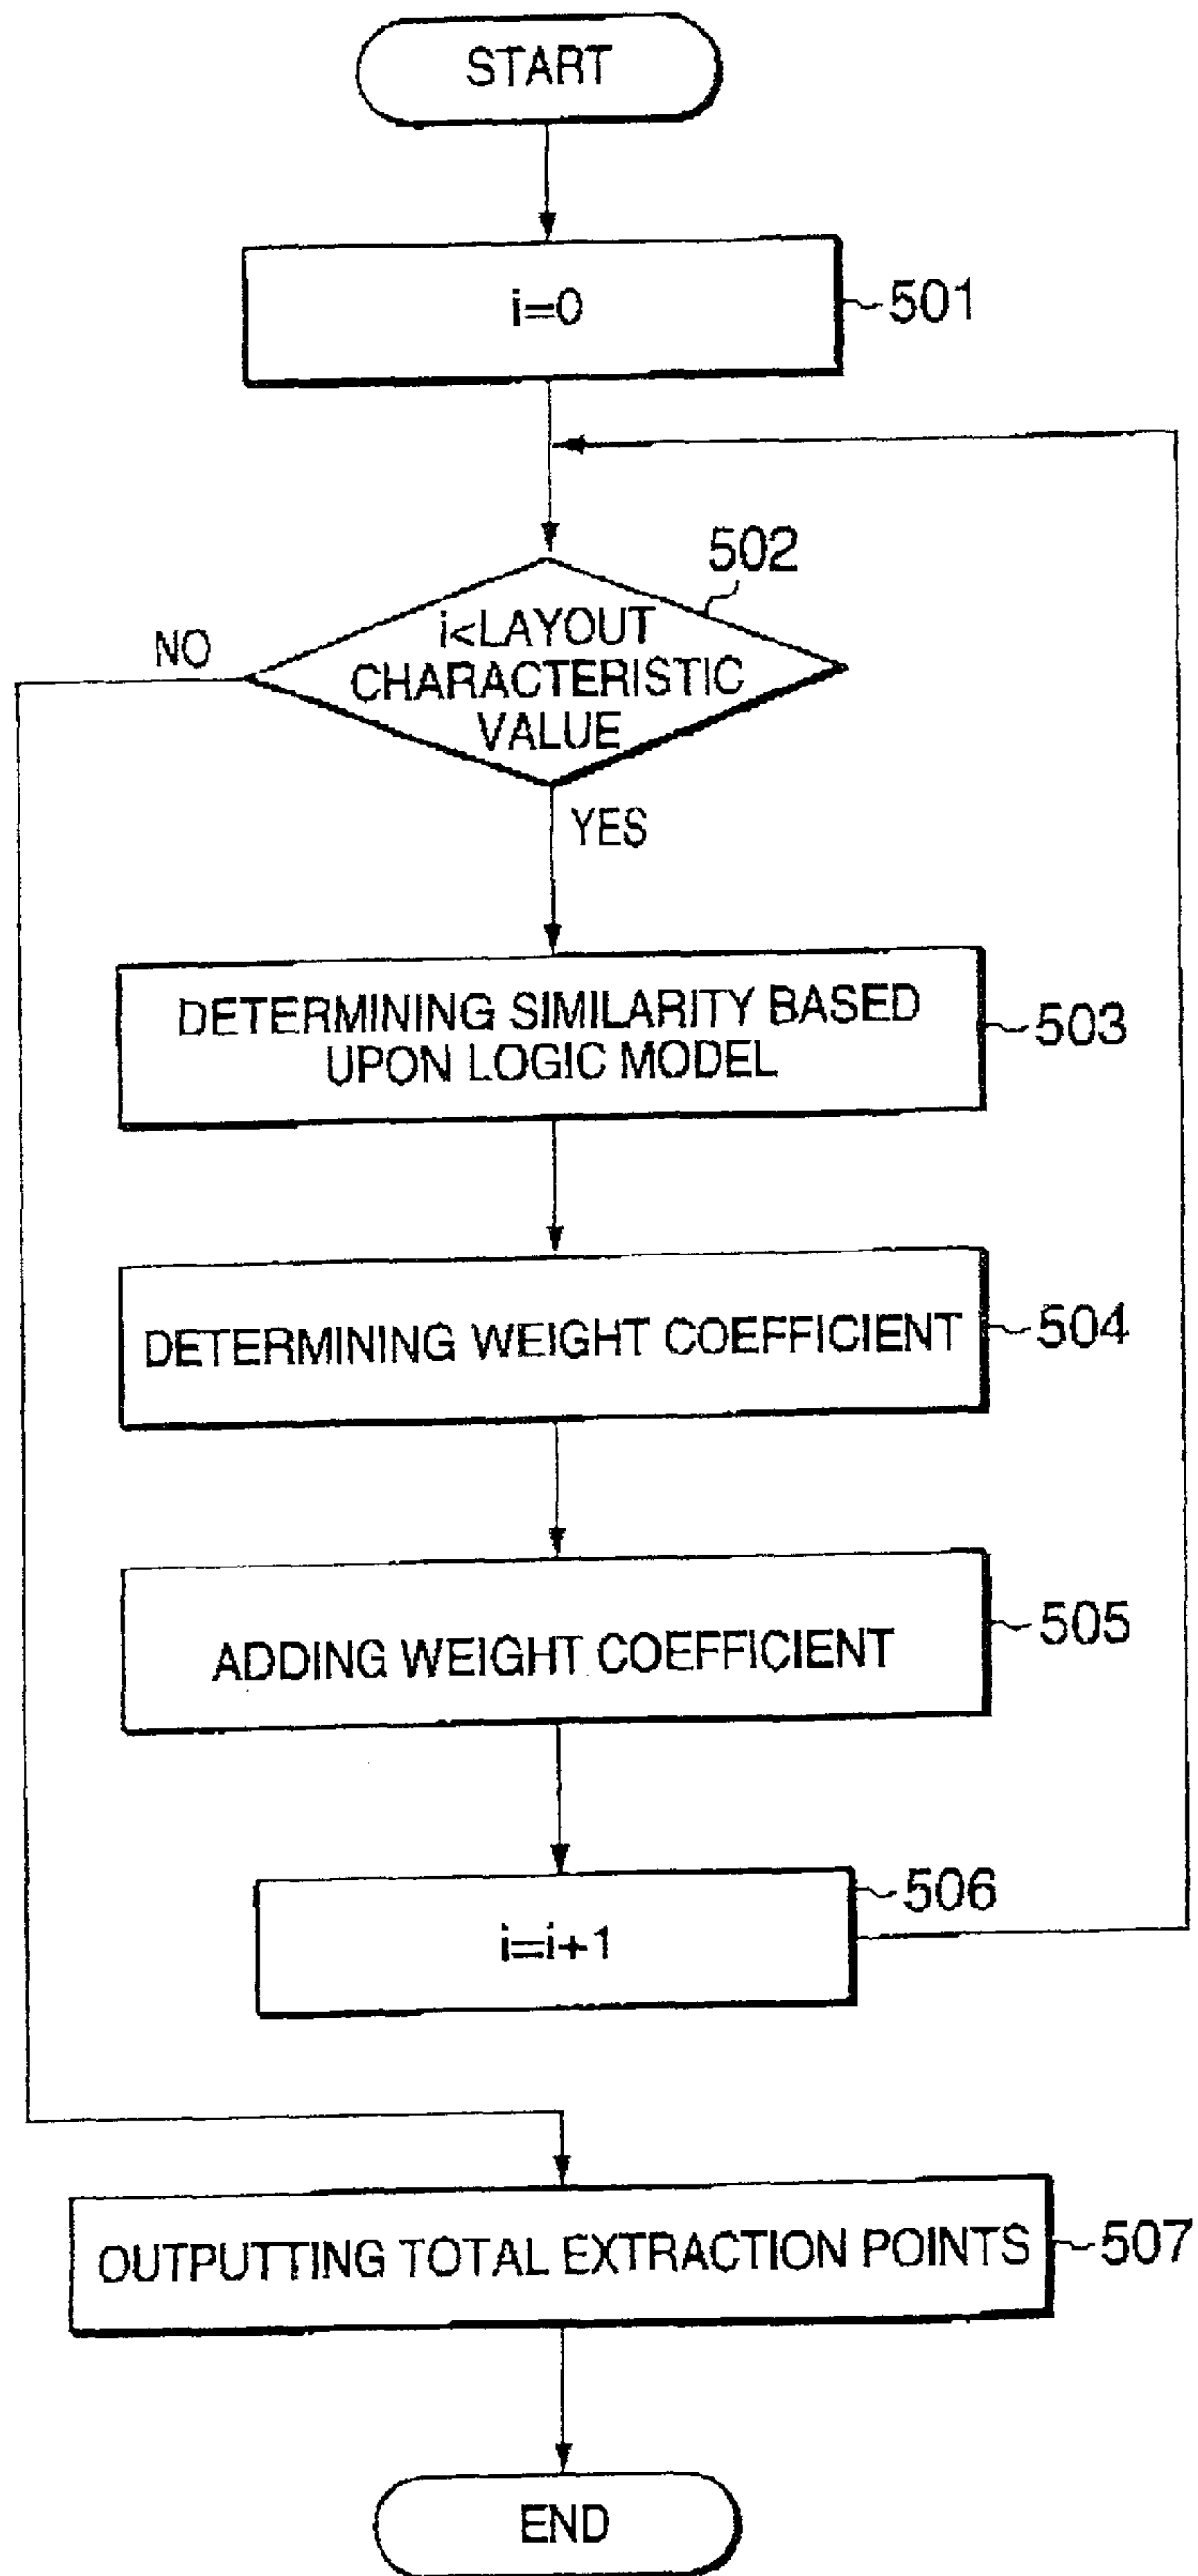 START
i=0
501
502
i<LAYOUT
CHARACTERISTIC
VALUE
NO
YES
DETERMINING SIMILARITY BASED
UPON LOGIC MODEL
503
DETERMINING WEIGHT COEFFICIENT
504
ADDING WEIGHT COEFFICIENT
505
i=i+1
506
OUTPUTTING TOTAL EXTRACTION POINTS
507
END